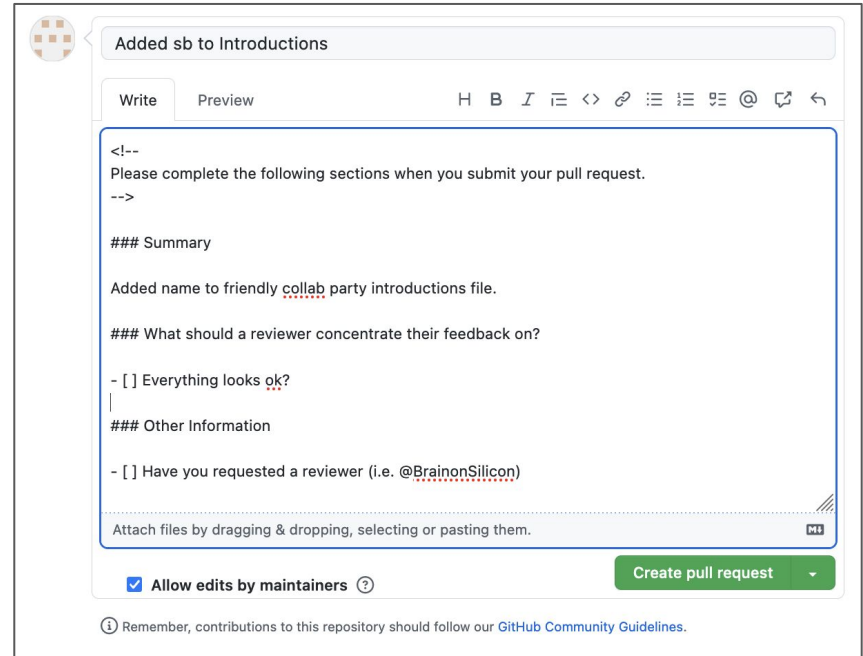 Added sb to Introductions
Write Preview
<!--
Please complete the following sections when you submit your pull request.
-->
### Summary
Added name to friendly collab party introductions file.
### What should a reviewer concentrate their feedback on?
- [ ] Everything looks ok?
### Other Information
- [ ] Have you requested a reviewer (i.e. @BrainonSilicon)
Attach files by dragging & dropping, selecting or pasting them.
Allow edits by maintainers
Create pull request
Remember, contributions to this repository should follow our GitHub Community Guidelines.